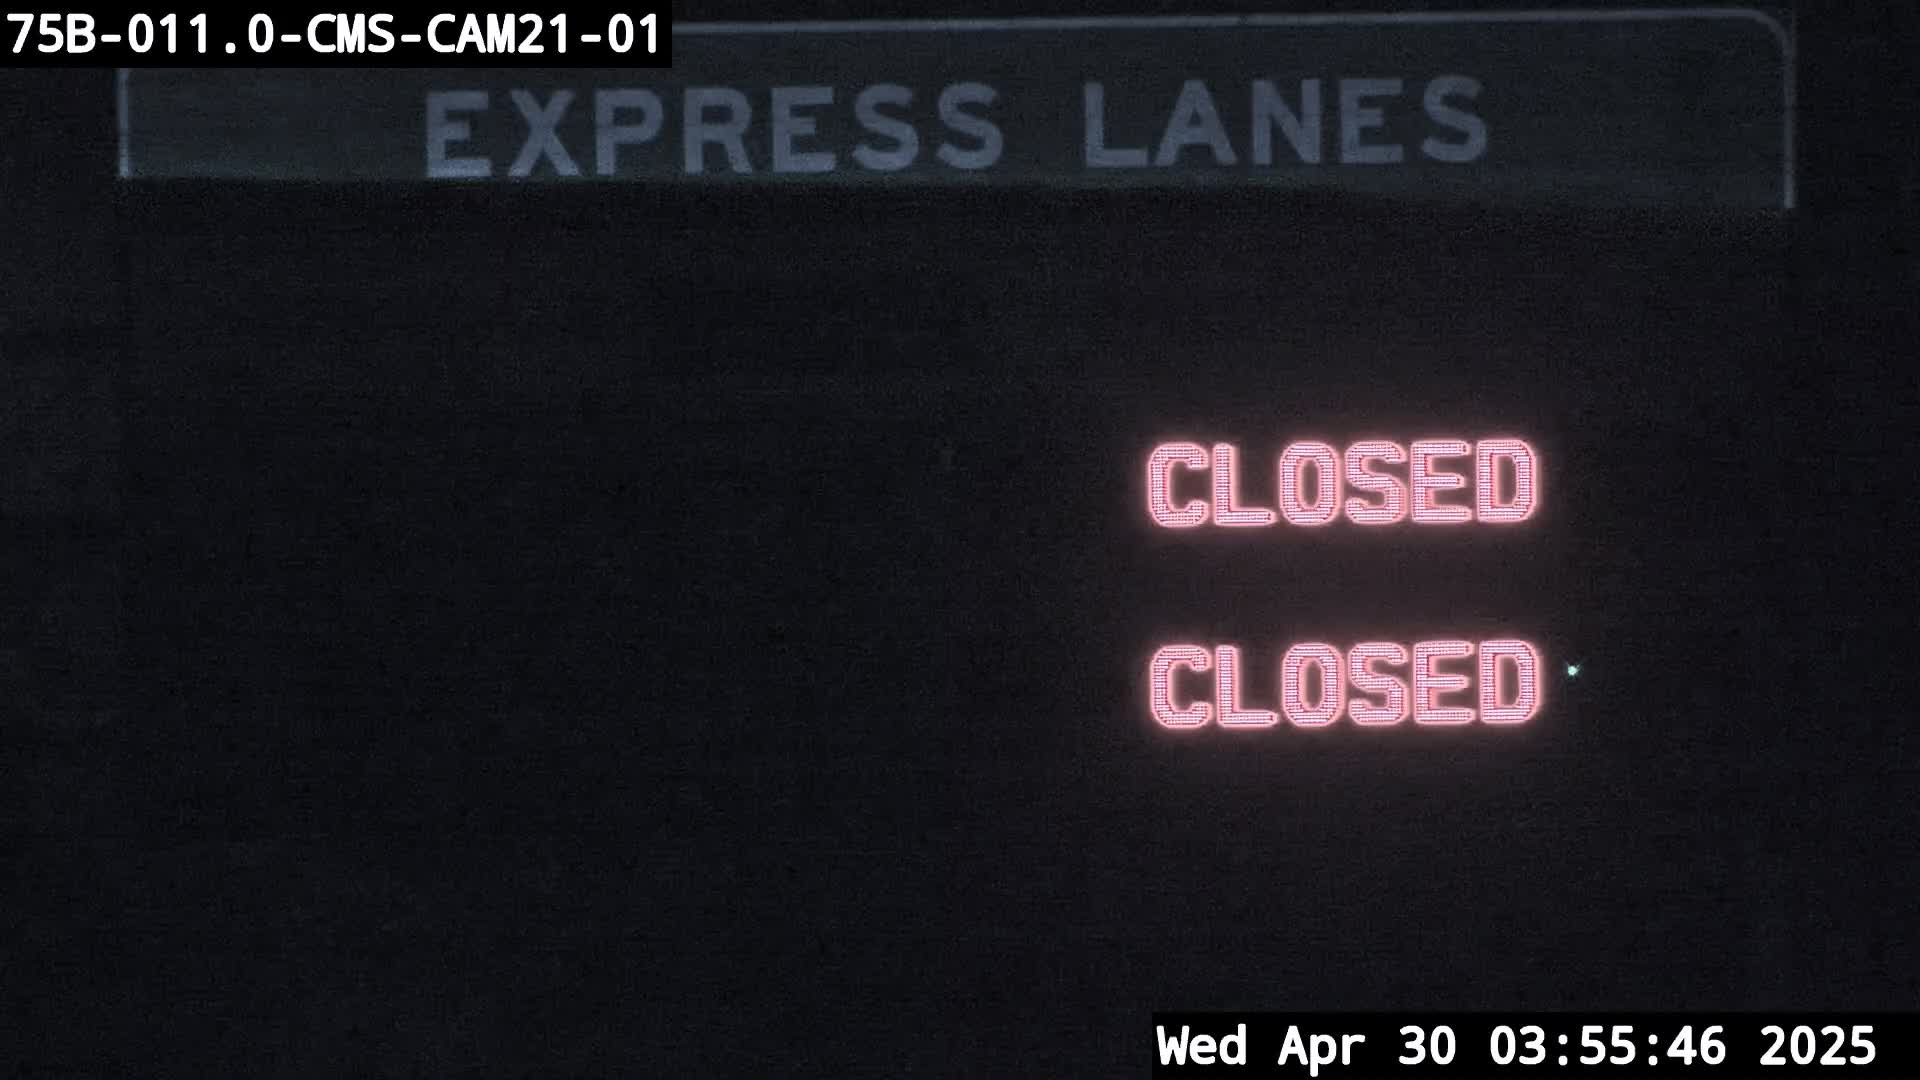 75B-011.0-CMS-CAM21-01
EXPRESS LANES
CLOSED
CLOSED
Wed Apr 30 03:55:46 2025